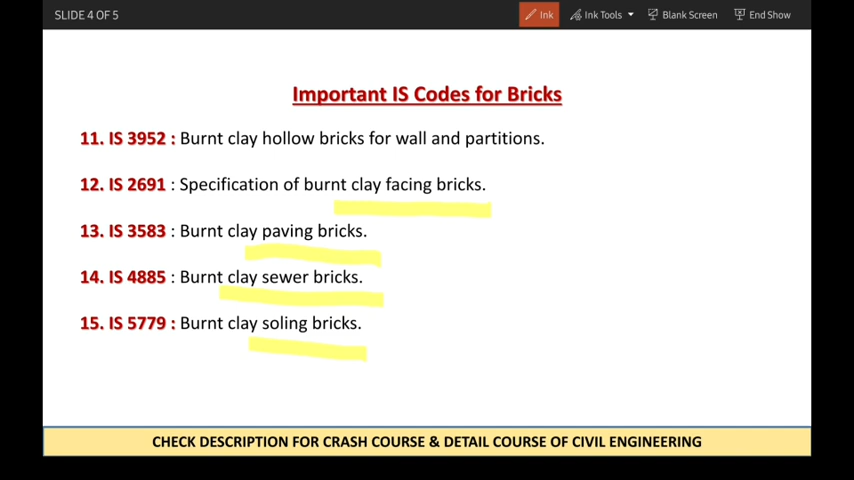 SLIDE 4 OF 5
Ink
Ink Tools
Blank Screen
End Show
Important IS Codes for Bricks
11. IS 3952 : Burnt clay hollow bricks for wall and partitions.
12. IS 2691 : Specification of burnt clay facing bricks.
13. IS 3583 : Burnt clay paving bricks.
14. IS 4885 : Burnt clay sewer bricks.
15. IS 5779 : Burnt clay soling bricks.
CHECK DESCRIPTION FOR CRASH COURSE & DETAIL COURSE OF CIVIL ENGINEERING